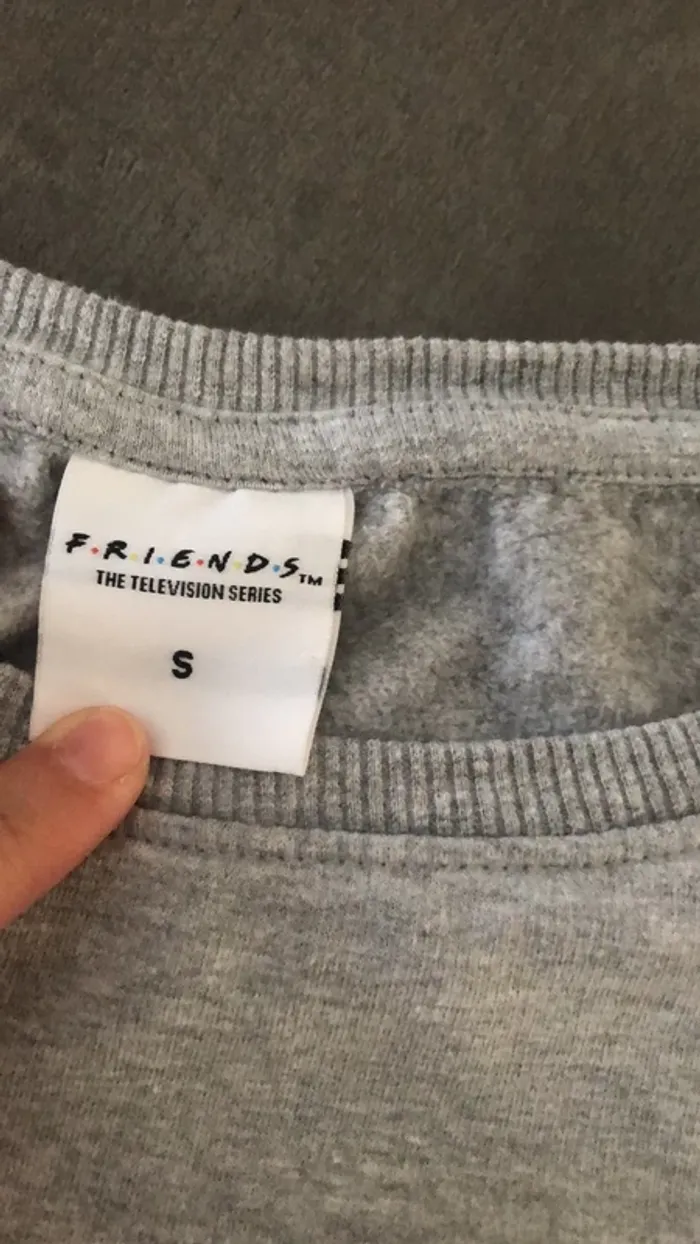 F•R•I•E•N•D•S™
THE TELEVISION SERIES
S